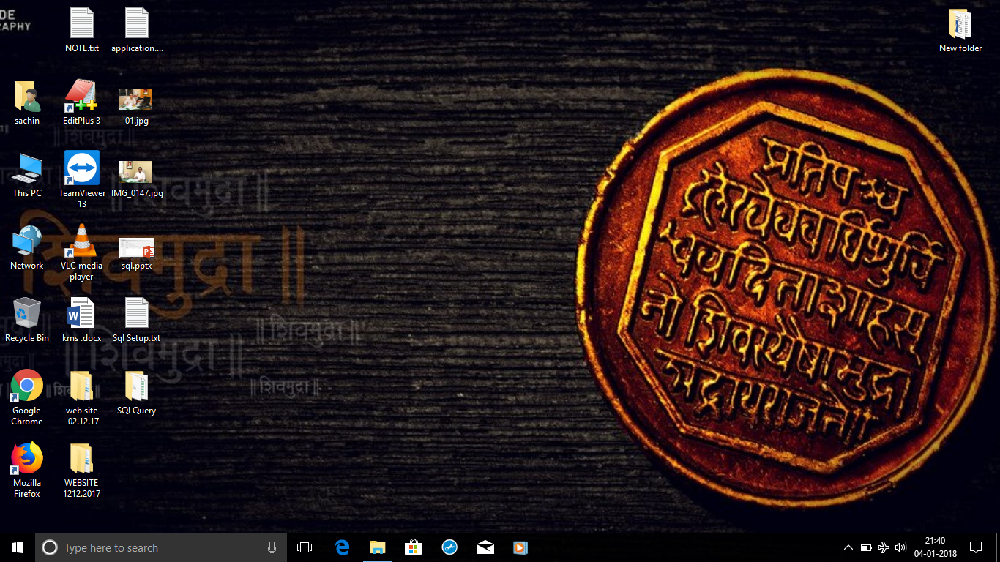 DE
RAPHY
NOTE.txt
application....
New folder
sachin
EditPlus 3
01.jpg
This PC
TeamViewer
13
IMG_0147.jpg
Network
VLC media
player
sql.pptx
Recycle Bin
kms .docx
Sql Setup.txt
Google
Chrome
web site
-02.12.17
SQl Query
Mozilla
Firefox
WEBSITE
1212.2017
॥ शिवमुद्रा ॥
॥ शिवमुद्रा ॥
शिवमुद्रा ॥
॥ शिवमुद्रा ॥
॥ शिवमुद्रा ॥
॥ शिवमुद्रा ॥
प्रतिपच्चं
द्रलेखेववर्धिष्णुर्वि
श्ववंदिता शाहसू
नो शिवस्यैषा मुद्रा
भद्राय राजते
Type here to search
21:40
04-01-2018